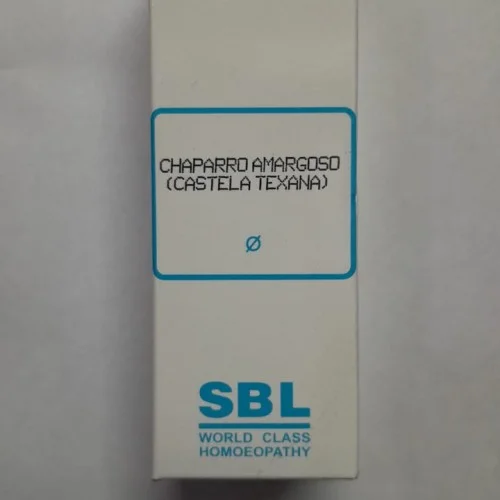 CHAPARRO AMARGOSO
(CASTELA TEXANA)
Ø
SBL
WORLD CLASS
HOMOEOPATHY